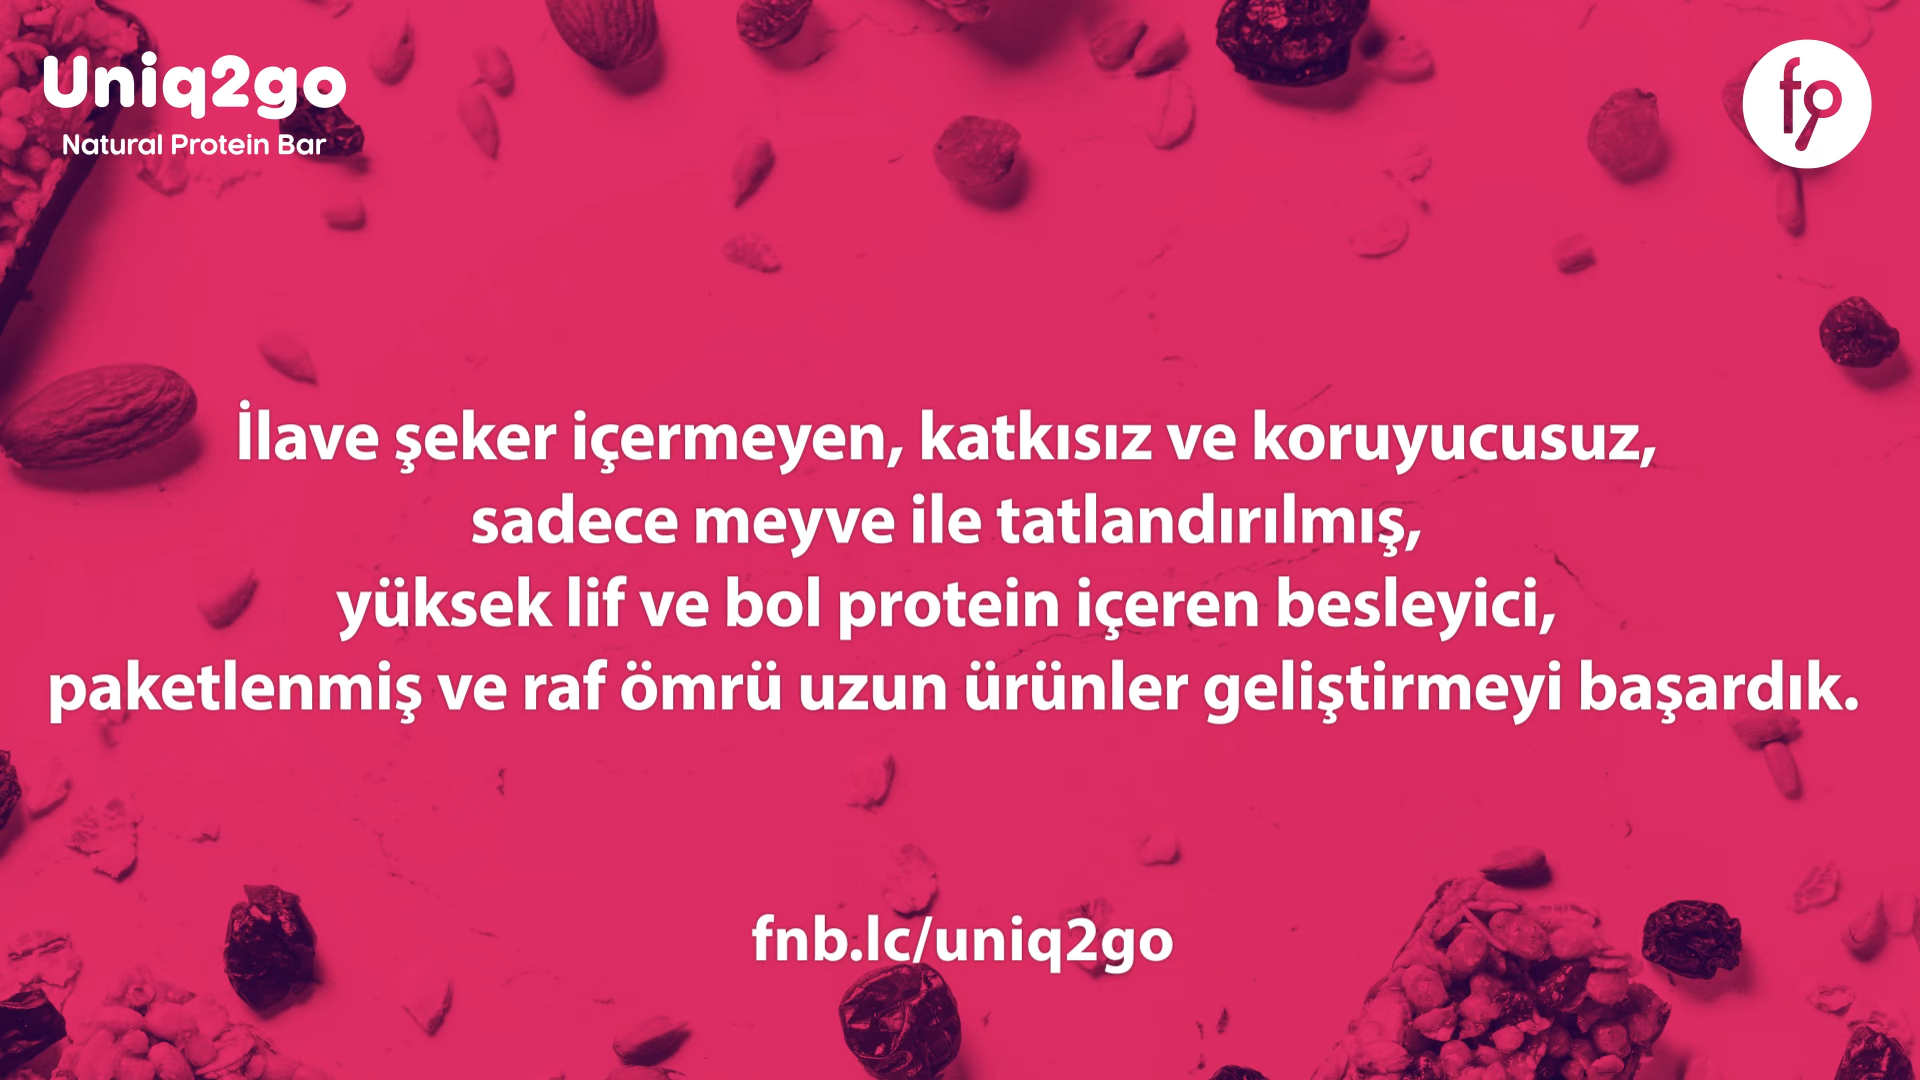 Uniq2go
Natural Protein Bar
fo
İlave şeker içermeyen, katkısız ve koruyucusuz,
sadece meyve ile tatlandırılmış,
yüksek lif ve bol protein içeren besleyici,
paketlenmiş ve raf ömrü uzun ürünler geliştirmeyi başardık.
fnb.lc/uniq2go